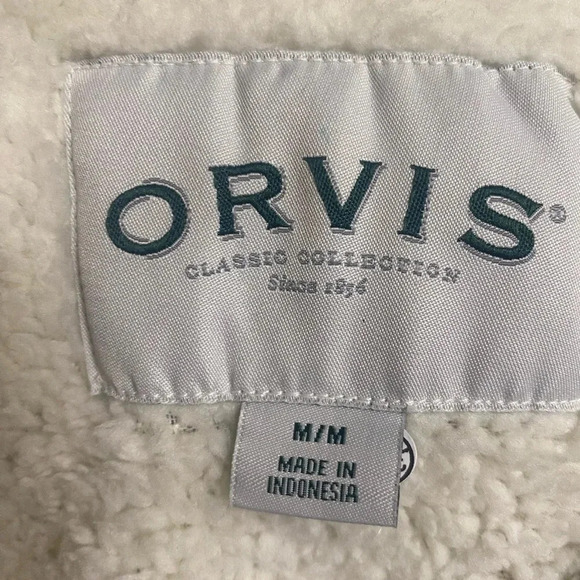 ORVIS®
CLASSIC COLLECTION
Since 1856
M/M
MADE IN
INDONESIA